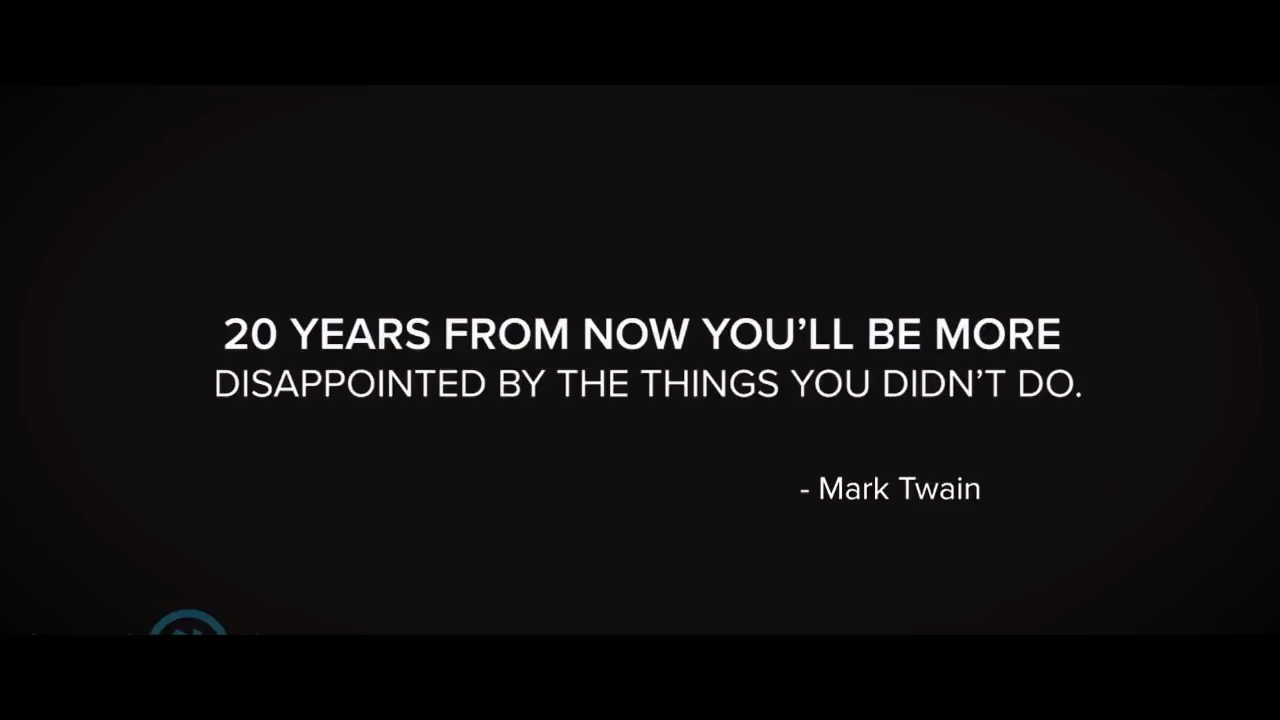 20 YEARS FROM NOW YOU’LL BE MORE
DISAPPOINTED BY THE THINGS YOU DIDN’T DO.
- Mark Twain